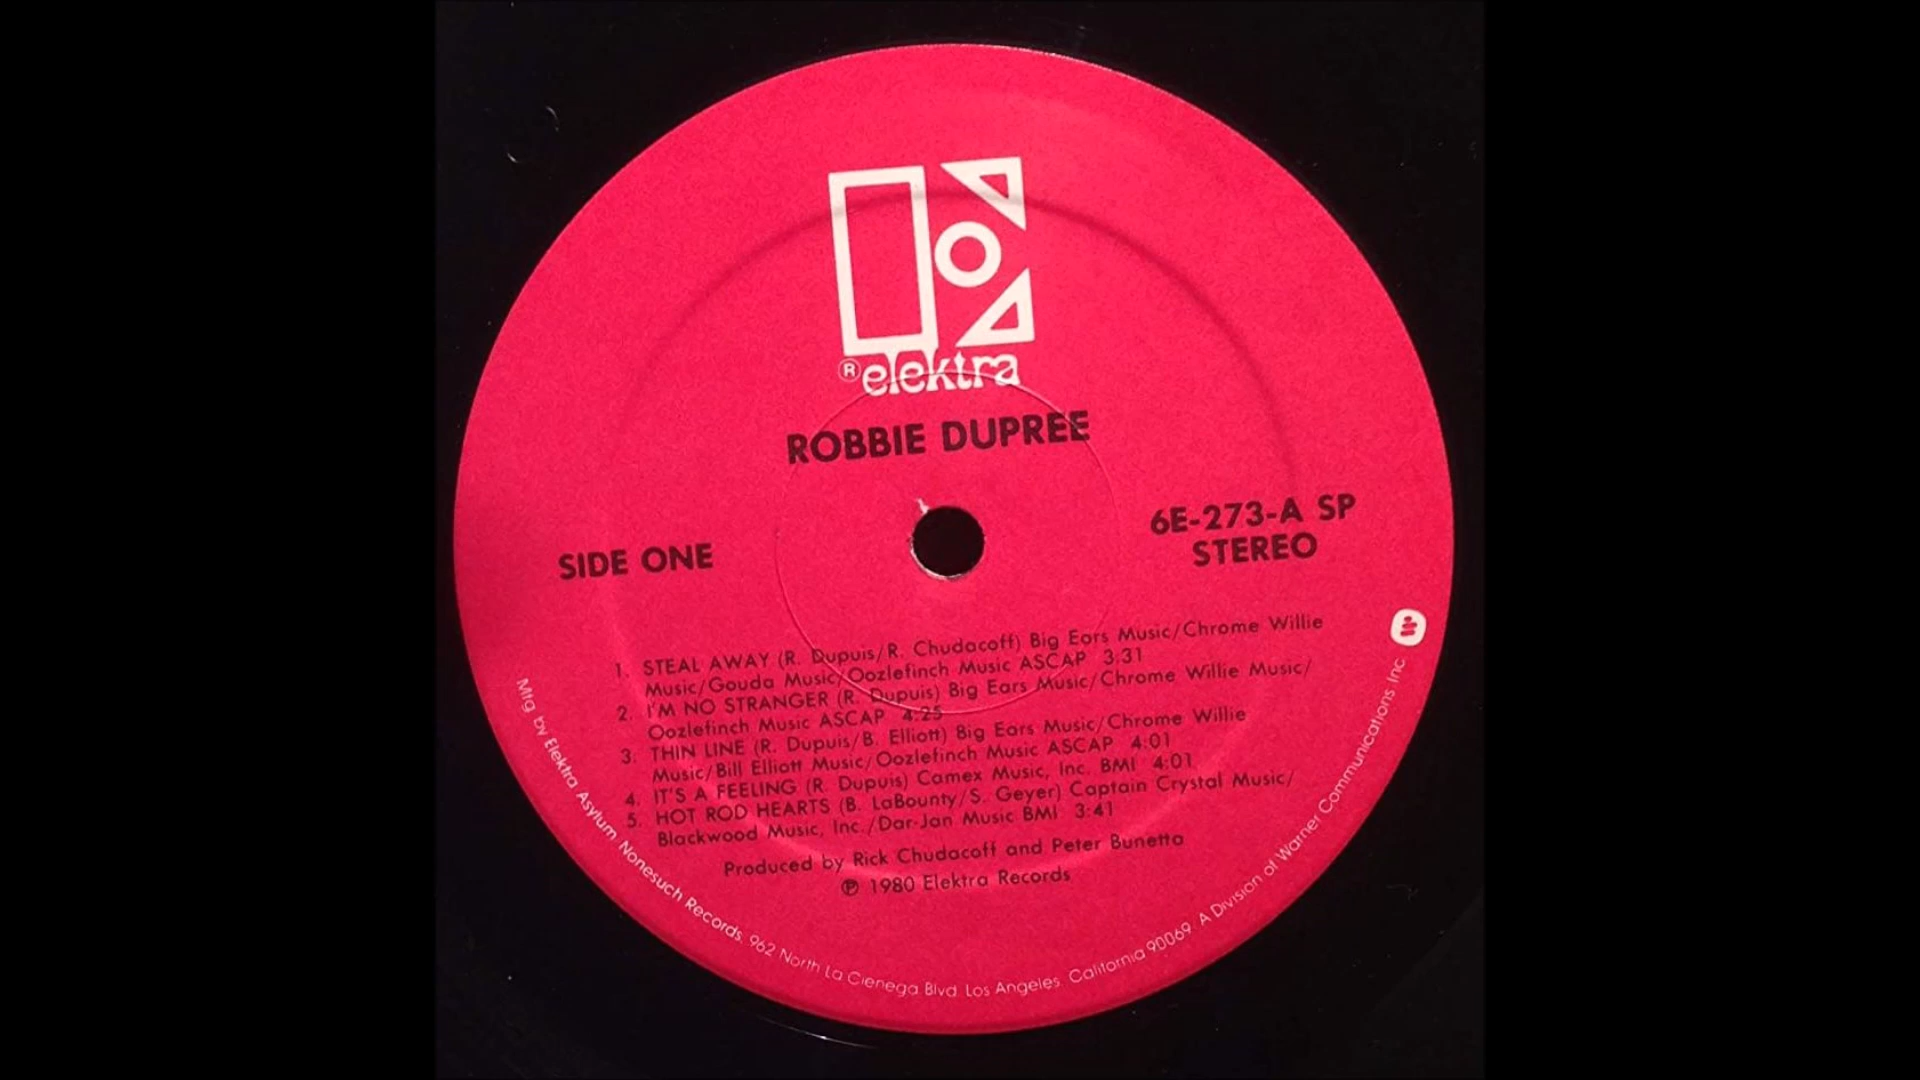 ® elektra
ROBBIE DUPREE
6E-273-A SP
STEREO
SIDE ONE
1. STEAL AWAY (R. Dupuis/R. Chudacoff) Big Ears Music/Chrome Willie
Music/Gouda Music/Oozlefinch Music ASCAP 3:31
2. I'M NO STRANGER (R. Dupuis) Big Ears Music/Chrome Willie Music/
Oozlefinch Music ASCAP 4:25
3. THIN LINE (R. Dupuis/B. Elliott) Big Ears Music/Chrome Willie
Music/Bill Elliott Music/Oozlefinch Music ASCAP 4:01
4. IT'S A FEELING (R. Dupuis) Camex Music, Inc. BMI 4:01
5. HOT ROD HEARTS (B. LaBounty/S. Geyer) Captain Crystal Music/
Blackwood Music, Inc./Dar-Jan Music BMI 3:41
Produced by Rick Chudacoff and Peter Bunetta
℗ 1980 Elektra Records
Mfg. by Elektra Asylum Nonesuch Records, 962 North La Cienega Blvd. Los Angeles, California 90069. A Division of Warner Communications Inc.